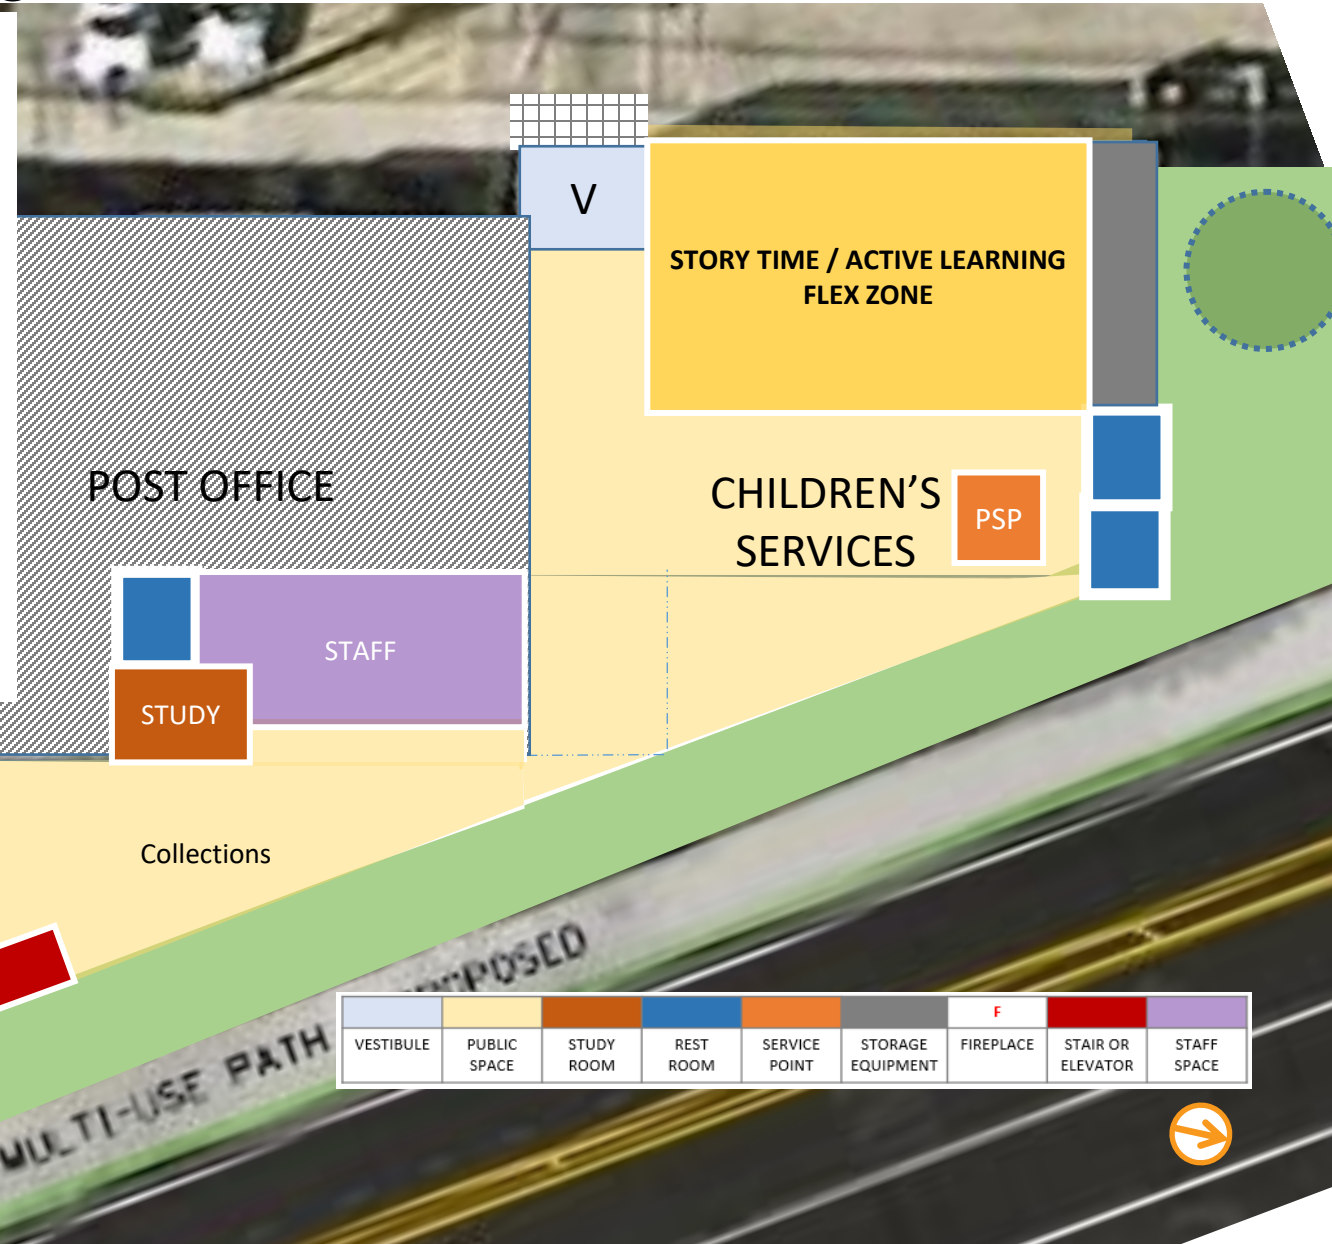 V
STORY TIME / ACTIVE LEARNING
FLEX ZONE
POST OFFICE
CHILDREN'S
SERVICES
PSP
STAFF
STUDY
Collections
MULTI-USE PATH PROPOSED
F
VESTIBULE
PUBLIC
SPACE
STUDY
ROOM
REST
ROOM
SERVICE
POINT
STORAGE
EQUIPMENT
FIREPLACE
STAIR OR
ELEVATOR
STAFF
SPACE